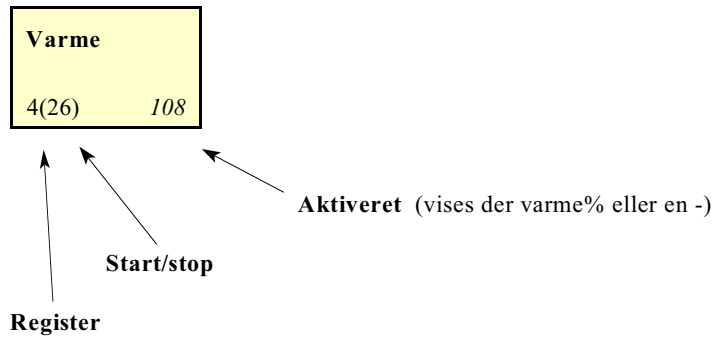 Varme
4(26) 108
Aktiveret (vises der varme% eller en -)
Start/stop
Register